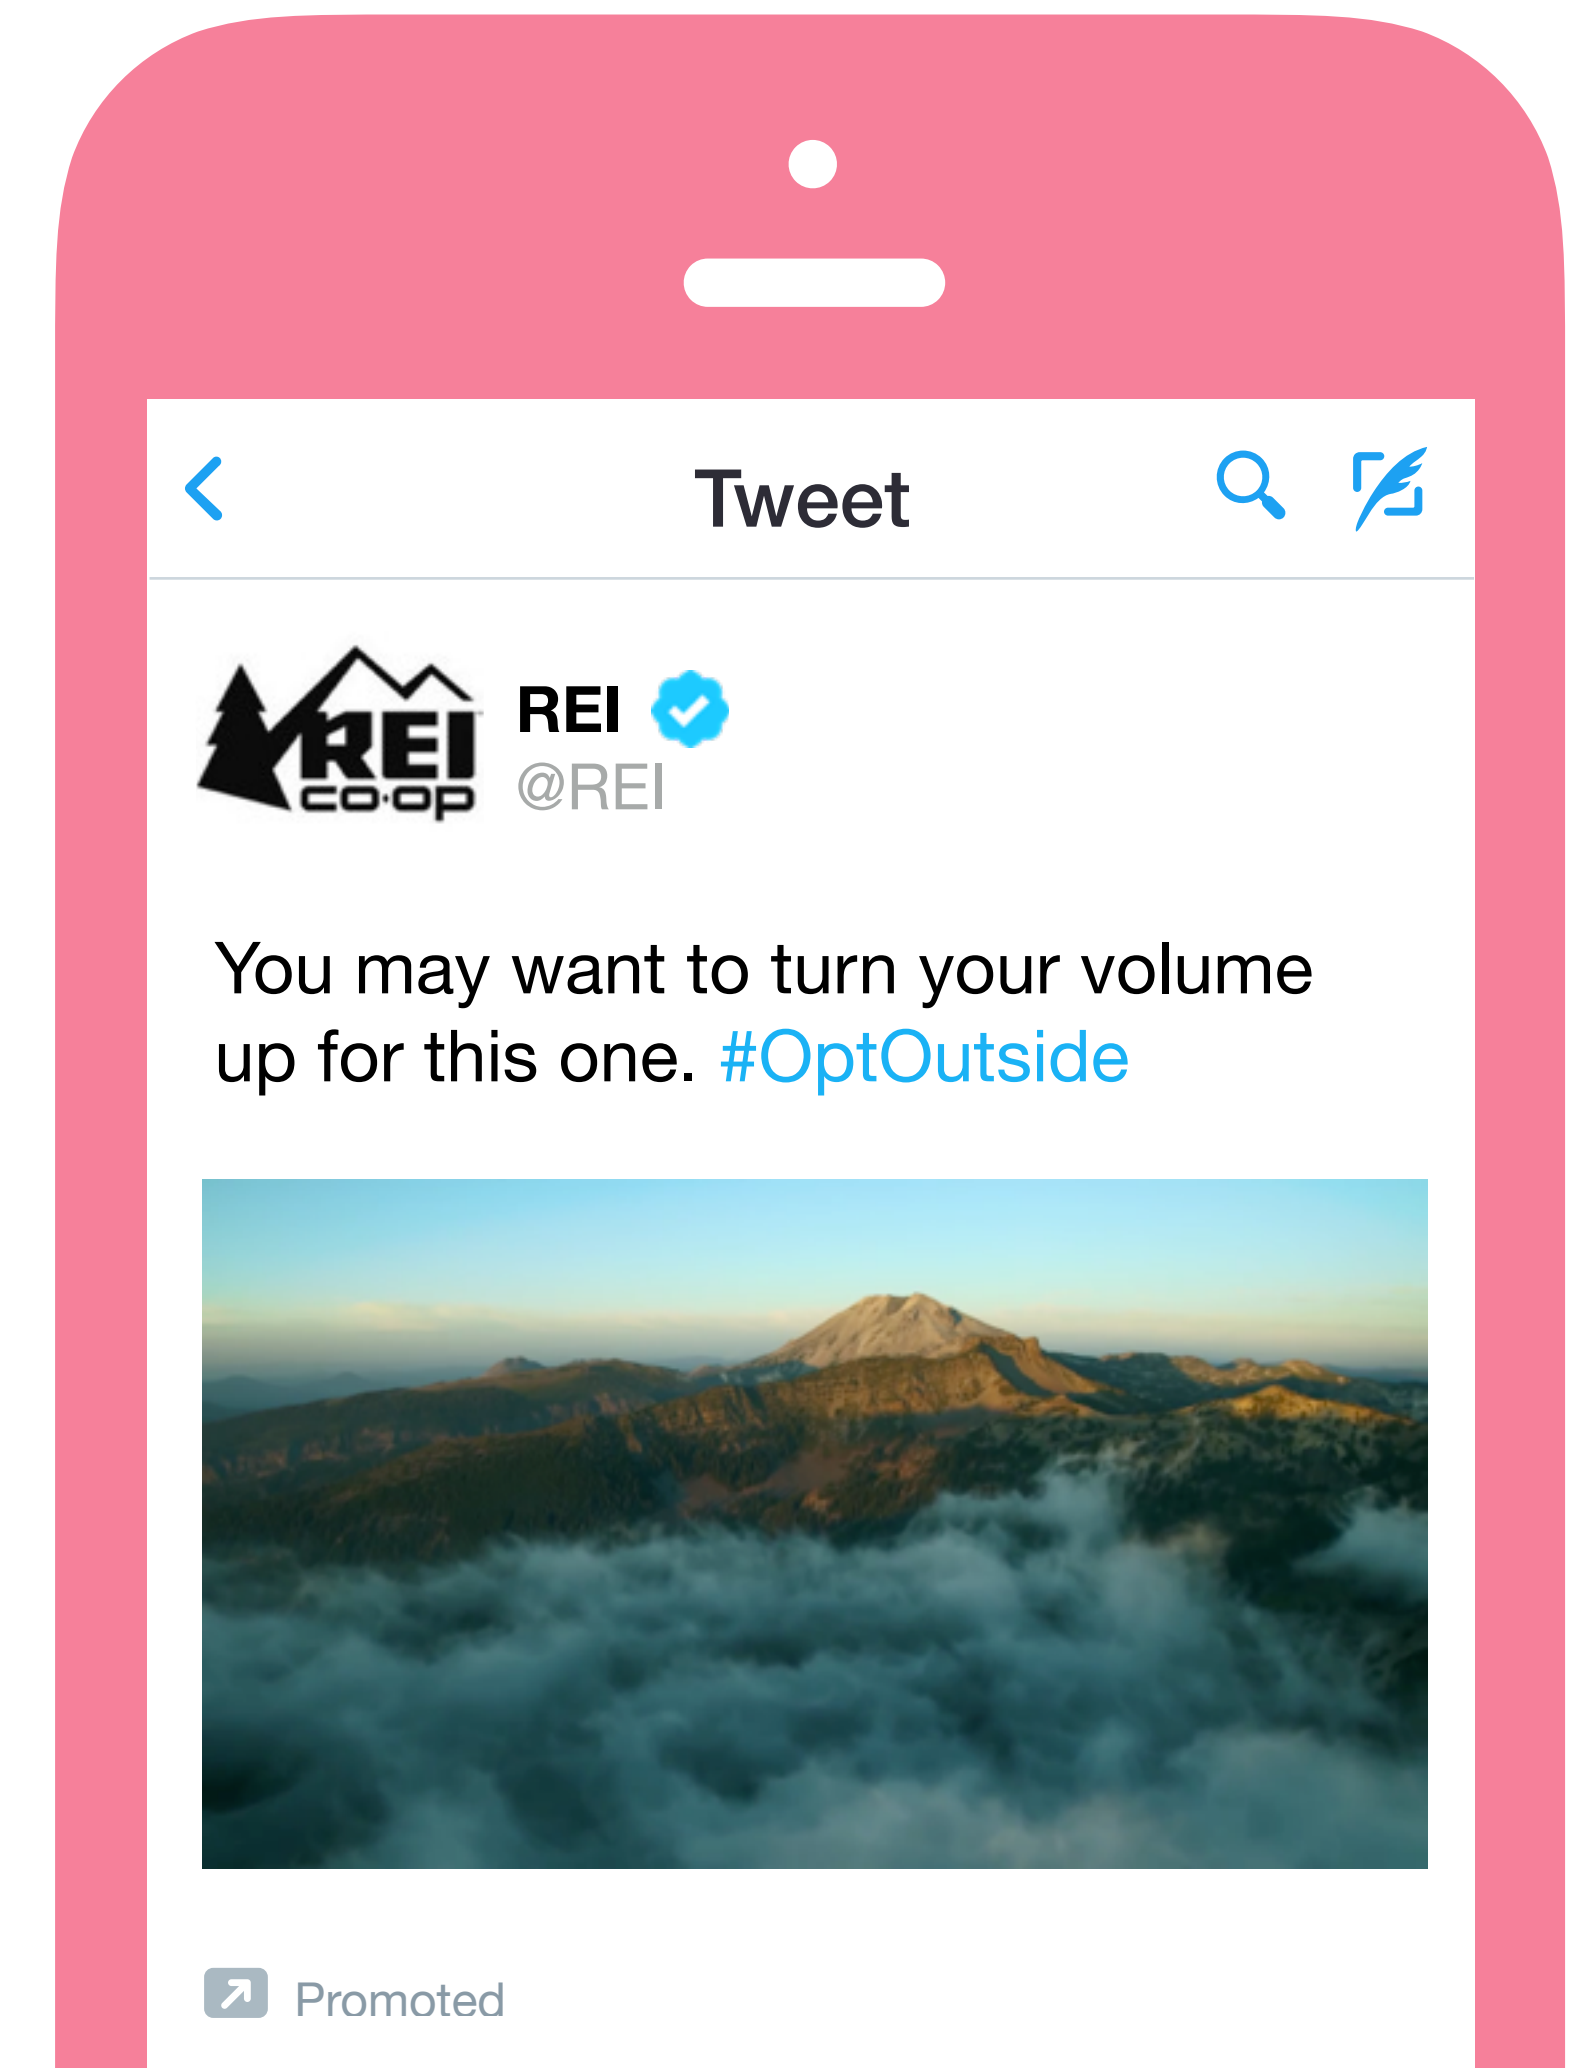 Tweet
REI
co·op
REI
@REI
You may want to turn your volume
up for this one. #OptOutside
Promoted